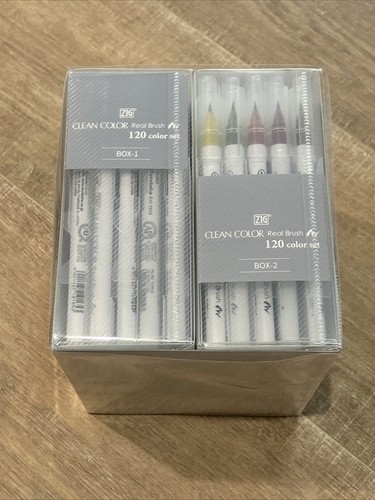 ZIG
CLEAN COLOR Real Brush
120 color set
BOX-1
ZIG
CLEAN COLOR Real Brush
120 color set
BOX-2
Brush